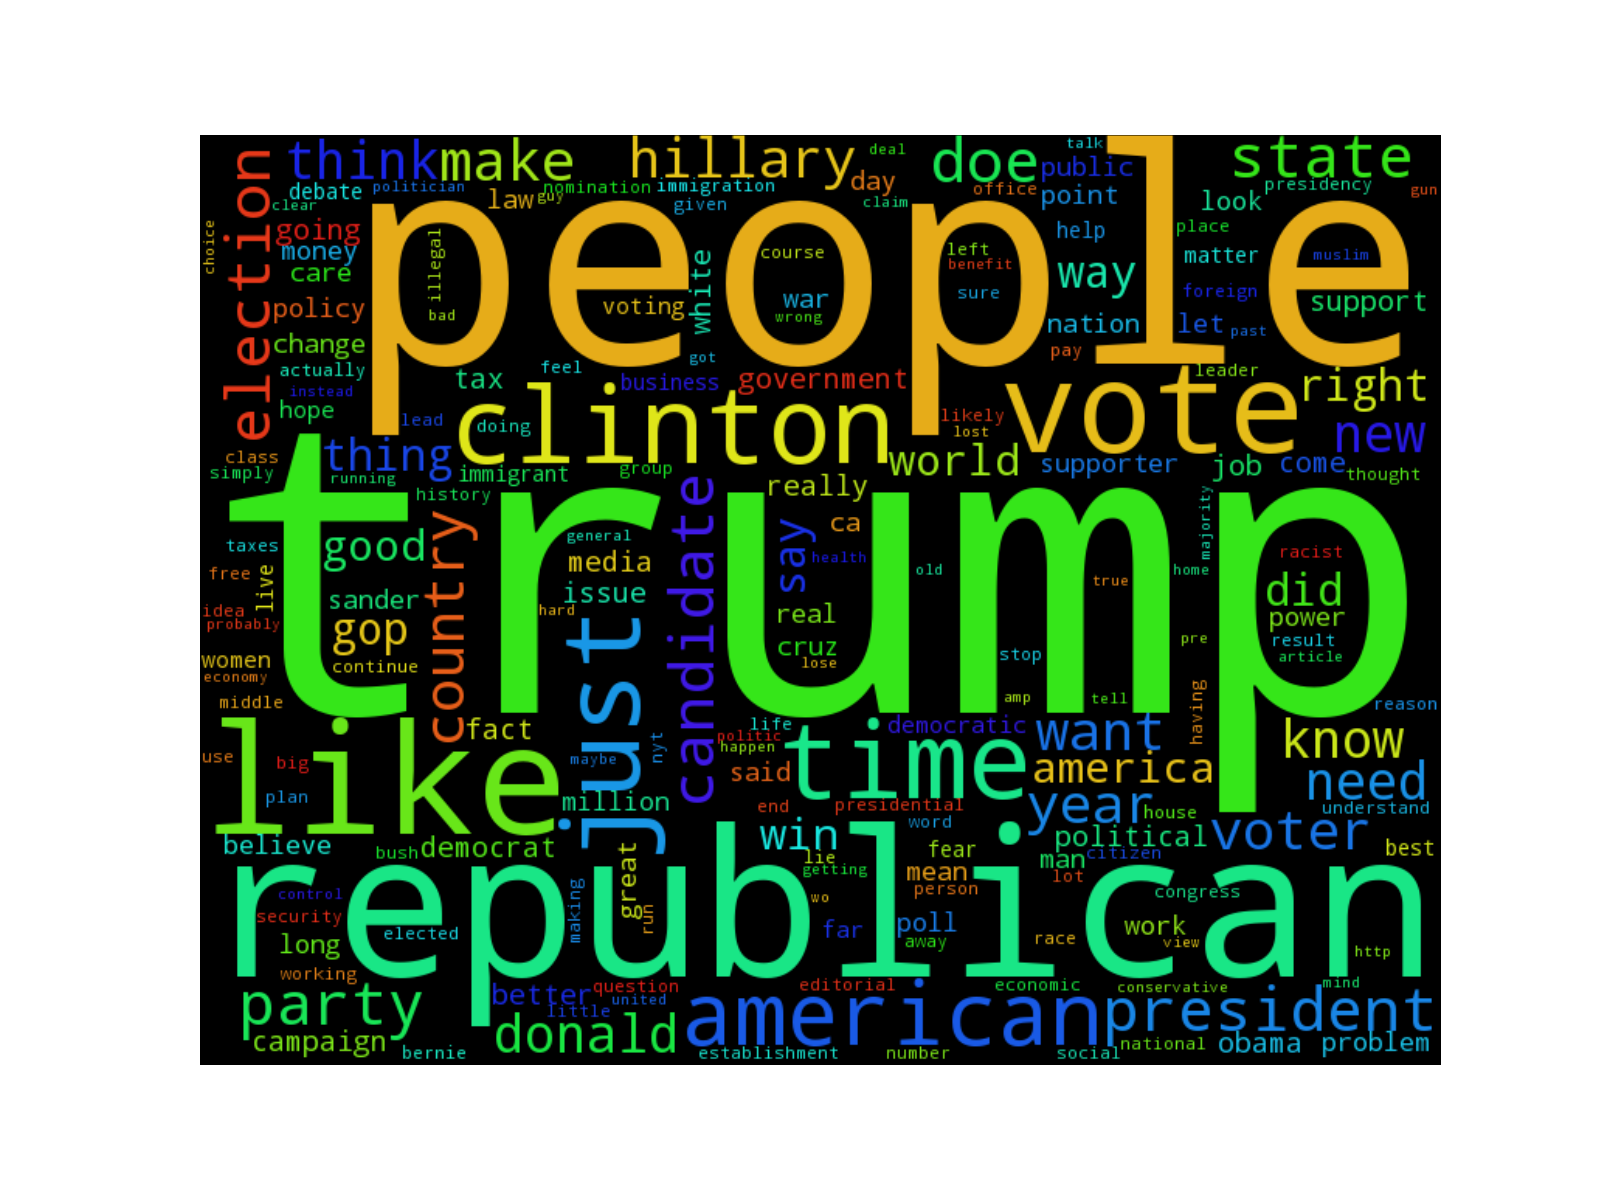 election
think
make
hillary
deal
doe
talk
public
state
debate
politician
clear
law
nomination
guy
immigration
given
day
claim
office
point
look
presidency
gun
choice
going
money
care
policy
change
actually
instead
hope
people
illegal
bad
voting
white
course
war
wrong
left
benefit
sure
help
way
nation
pay
place
matter
foreign
let
past
muslim
support
leader
right
tax
feel
got
business
government
clinton
doing
lead
likely
lost
vote
new
class
simply
thing
running
immigrant
history
group
world
supporter
job
come
thought
really
trump
taxes
free
live
idea
probably
women
economy
middle
good
sander
gop
continue
country
general
media
issue
hard
just
candidate
say
ca
health
real
cruz
lose
old
stop
amp
true
tell
home
majority
pre
having
racist
did
power
result
article
reason
like
fact
use
big
plan
maybe
nyt
million
life
politic
happen
said
time
democratic
want
america
know
need
year
house
understand
end
presidential
word
win
political
voter
best
believe
bush
democrat
great
run
making
lie
getting
wo
fear
mean
person
man
citizen
lot
republican
control
security
long
elected
working
far
poll
away
race
congress
work
view
http
mind
party
campaign
bernie
better
question
united
little
donald
editorial
american
establishment
number
economic
conservative
president
social
national
obama
problem